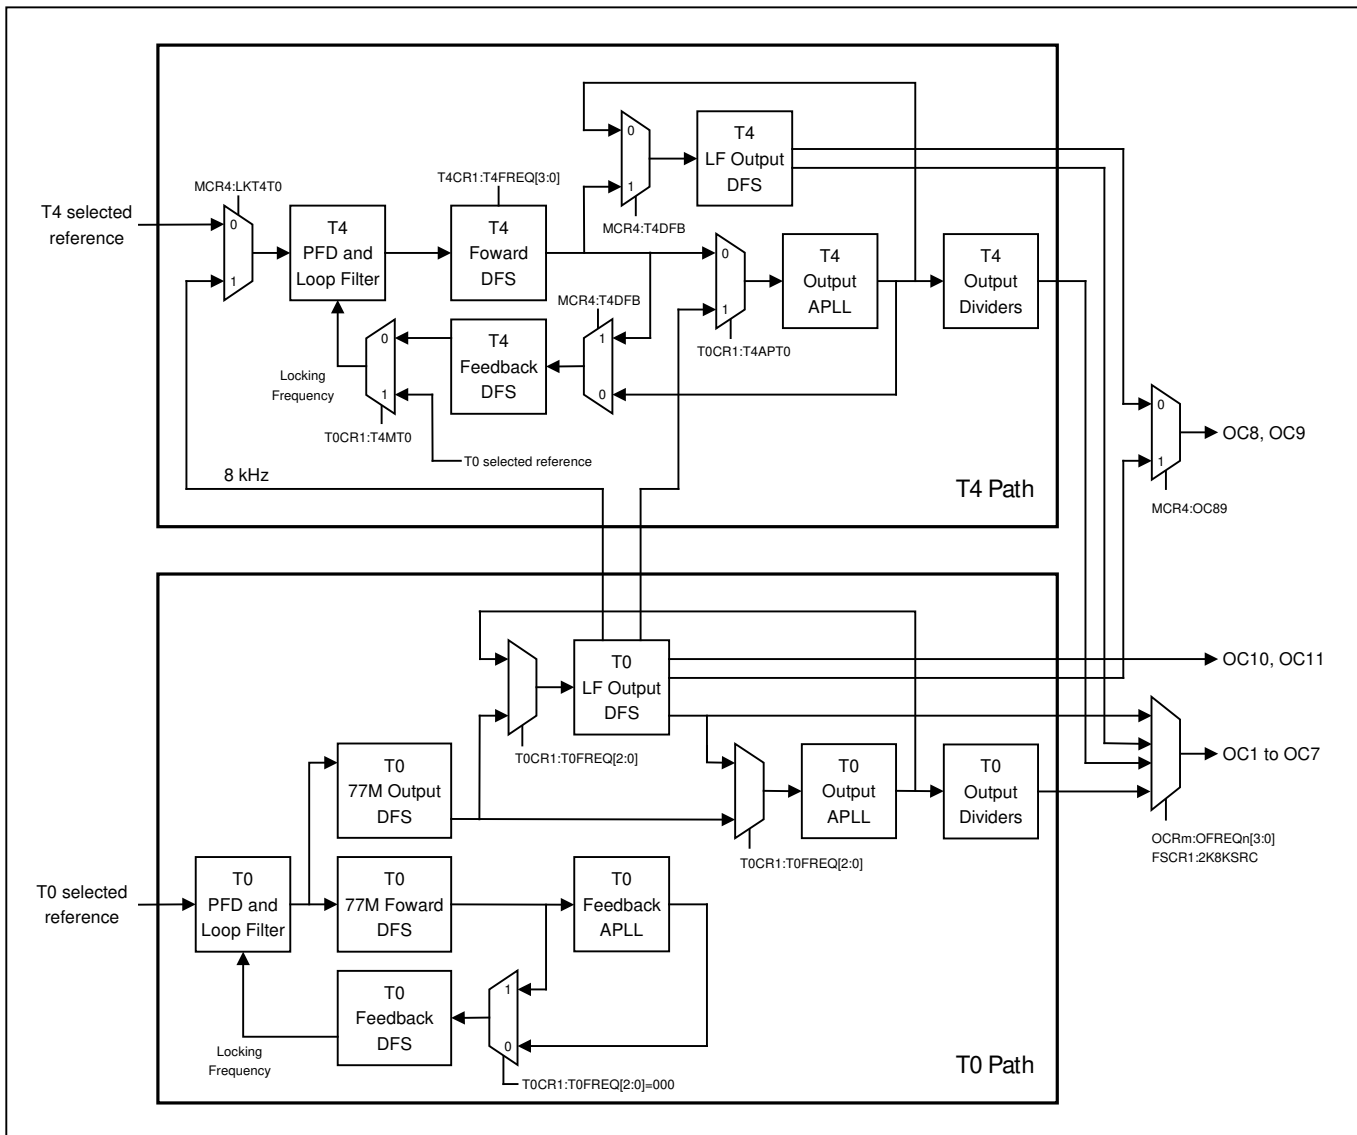 T4 selected
reference
MCR4:LKT4T0
0
1
T4
PFD and
Loop Filter
T4CR1:T4FREQ[3:0]
T4
Foward
DFS
0
1
MCR4:T4DFB
T4
LF Output
DFS
MCR4:T4DFB
0
1
T0CR1:T4APT0
T4
Output
APLL
T4
Output
Dividers
Locking
Frequency
0
1
T0CR1:T4MT0
T4
Feedback
DFS
1
0
T0 selected reference
8 kHz
T4 Path
0
1
OC8, OC9
MCR4:OC89
T0CR1:T0FREQ[2:0]
T0
LF Output
DFS
OC10, OC11
T0
77M Output
DFS
T0CR1:T0FREQ[2:0]
T0
Output
APLL
T0
Output
Dividers
OC1 to OC7
OCRm:OFREQn[3:0]
FSCR1:2K8KSRC
T0 selected
reference
T0
PFD and
Loop Filter
T0
77M Foward
DFS
T0
Feedback
APLL
Locking
Frequency
T0
Feedback
DFS
1
0
T0CR1:T0FREQ[2:0]=000
T0 Path